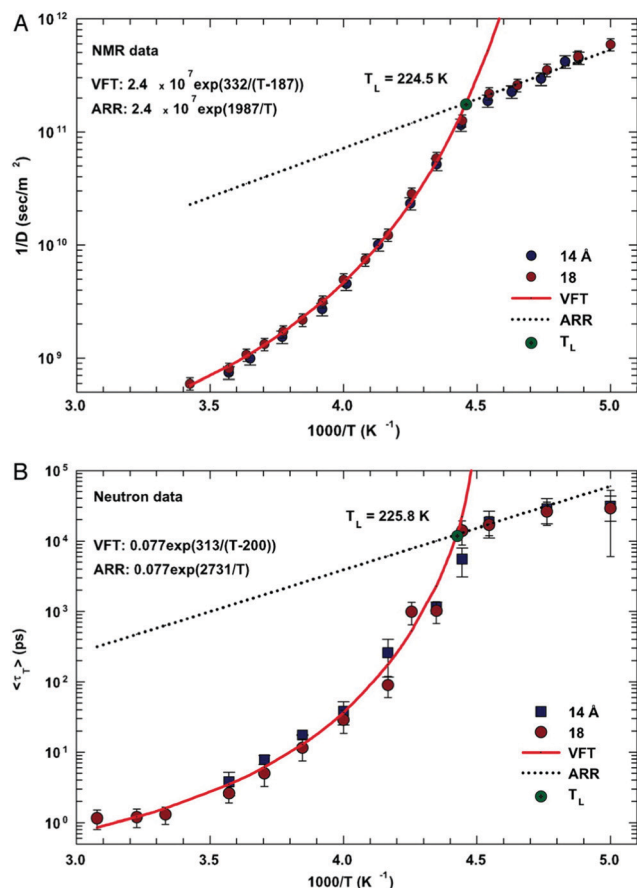 A
NMR data
VFT: 2.4 × 10⁷exp(332/(T-187))
ARR: 2.4 × 10⁷exp(1987/T)
T_L = 224.5 K
10¹²
10¹¹
10¹⁰
10⁹
1/D (sec/m⁻²)
14 Å
18
VFT
ARR
T_L
3.0 3.5 4.0 4.5 5.0
1000/T (K⁻¹)
B
Neutron data
VFT: 0.077exp(313/(T-200))
ARR: 0.077exp(2731/T)
T_L = 225.8 K
10⁵
10⁴
10³
10²
10¹
10⁰
<τ_T> (ps)
14 Å
18
VFT
ARR
T_L
3.0 3.5 4.0 4.5 5.0
1000/T (K⁻¹)